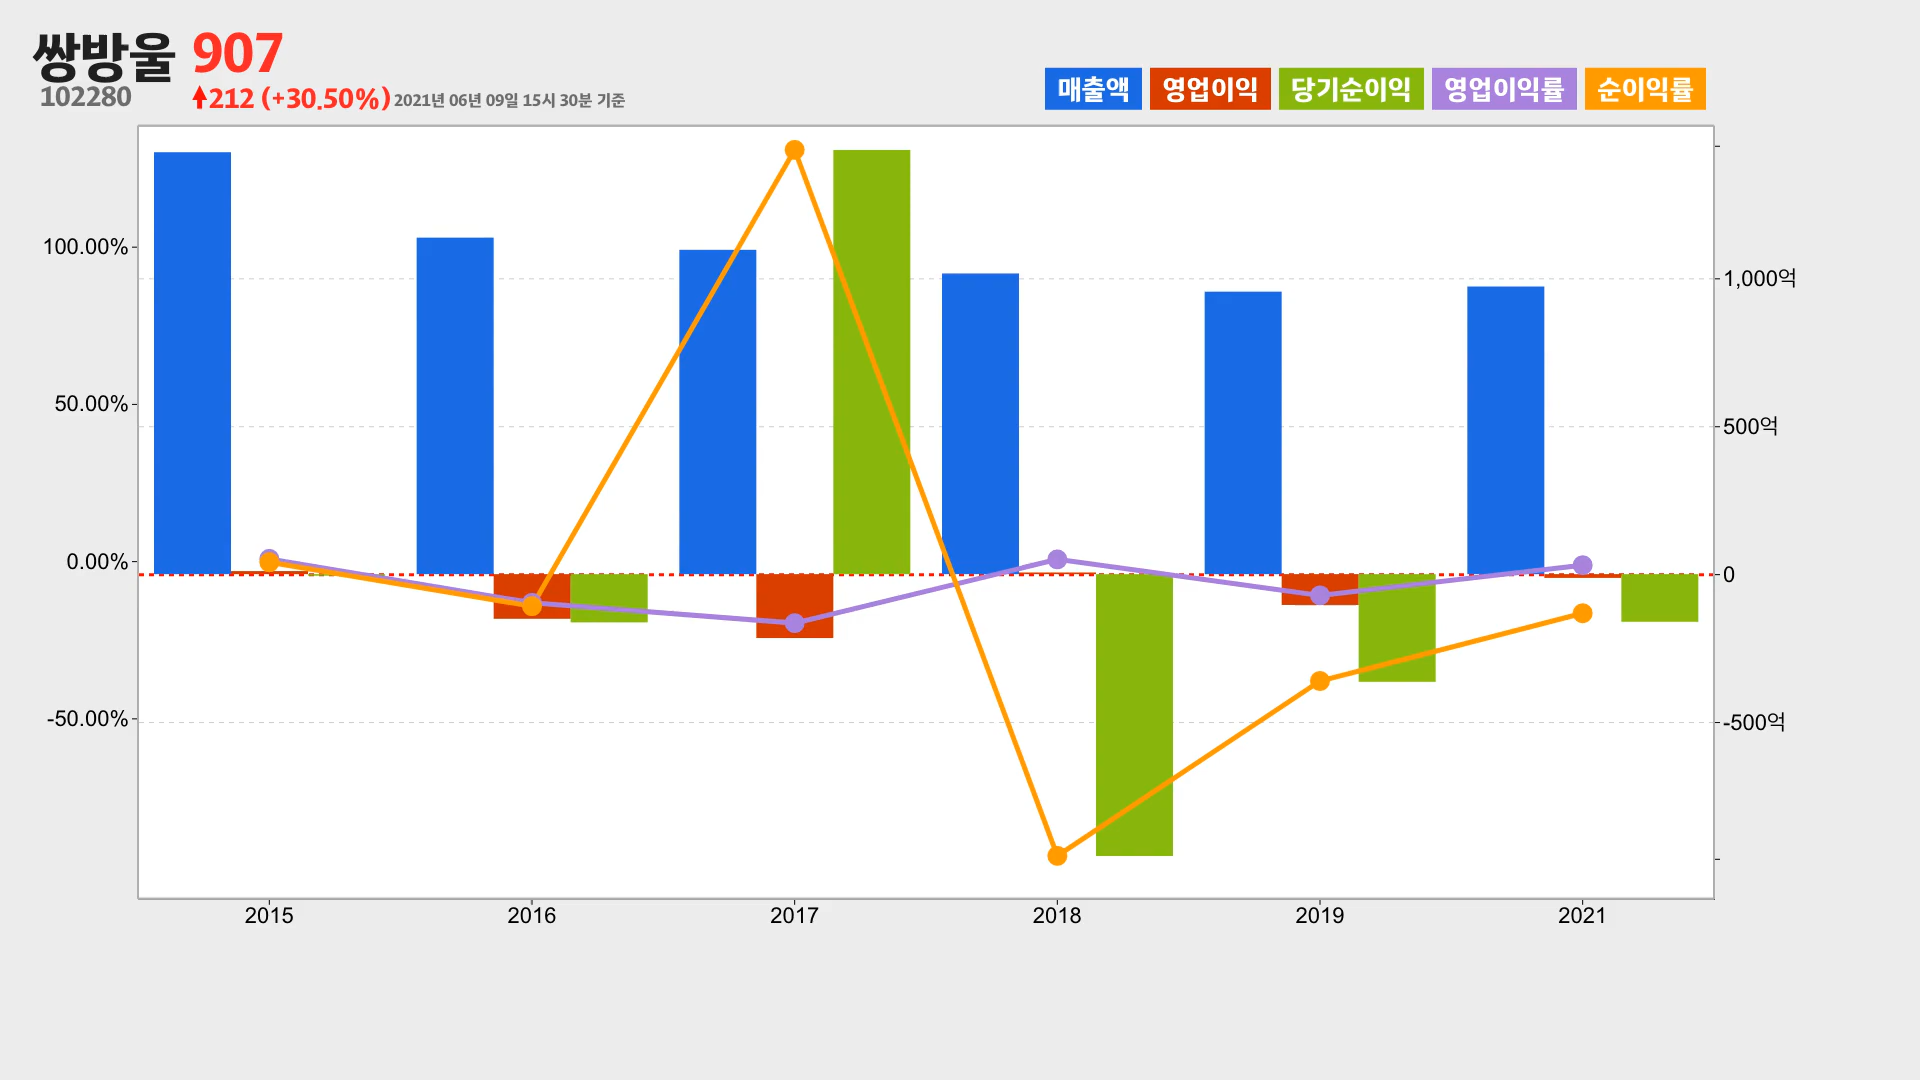 쌍방울 907
102280 212 (+30.50%) 2021년 06년 09일 15시 30분 기준
매출액 영업이익 당기순이익 영업이익률 순이익률
100.00%
50.00%
0.00%
-50.00%
1,000억
500억
0
-500억
2015 2016 2017 2018 2019 2021